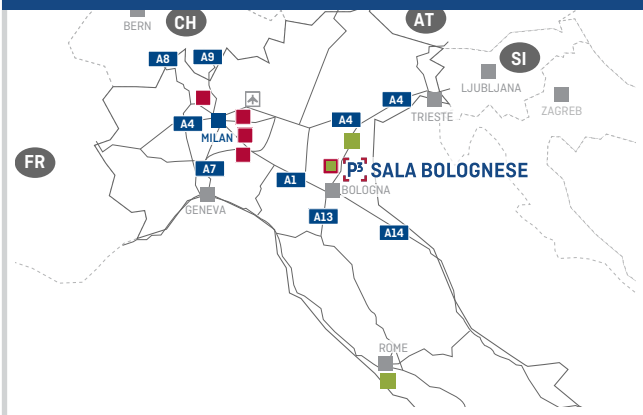 BERN
CH
AT
A8
A9
SI
LJUBLJANA
ZAGREB
A4
TRIESTE
A4
A4
MILAN
FR
A7
P3 SALA BOLOGNESE
A1
BOLOGNA
GENEVA
A13
A14
ROME